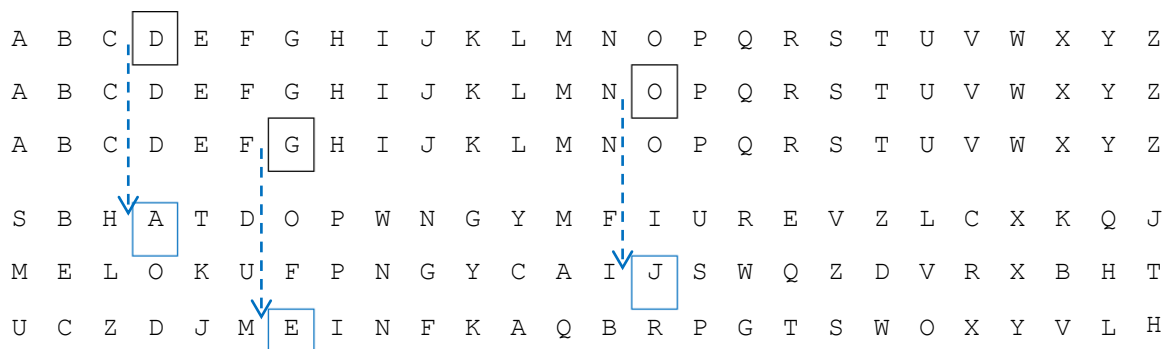 A B C D E F G H I J K L M N O P Q R S T U V W X Y Z
A B C D E F G H I J K L M N O P Q R S T U V W X Y Z
A B C D E F G H I J K L M N O P Q R S T U V W X Y Z
S B H A T D O P W N G Y M F I U R E V Z L C X K Q J
M E L O K U F P N G Y C A I J S W Q Z D V R X B H T
U C Z D J M E I N F K A Q B R P G T S W O X Y V L H